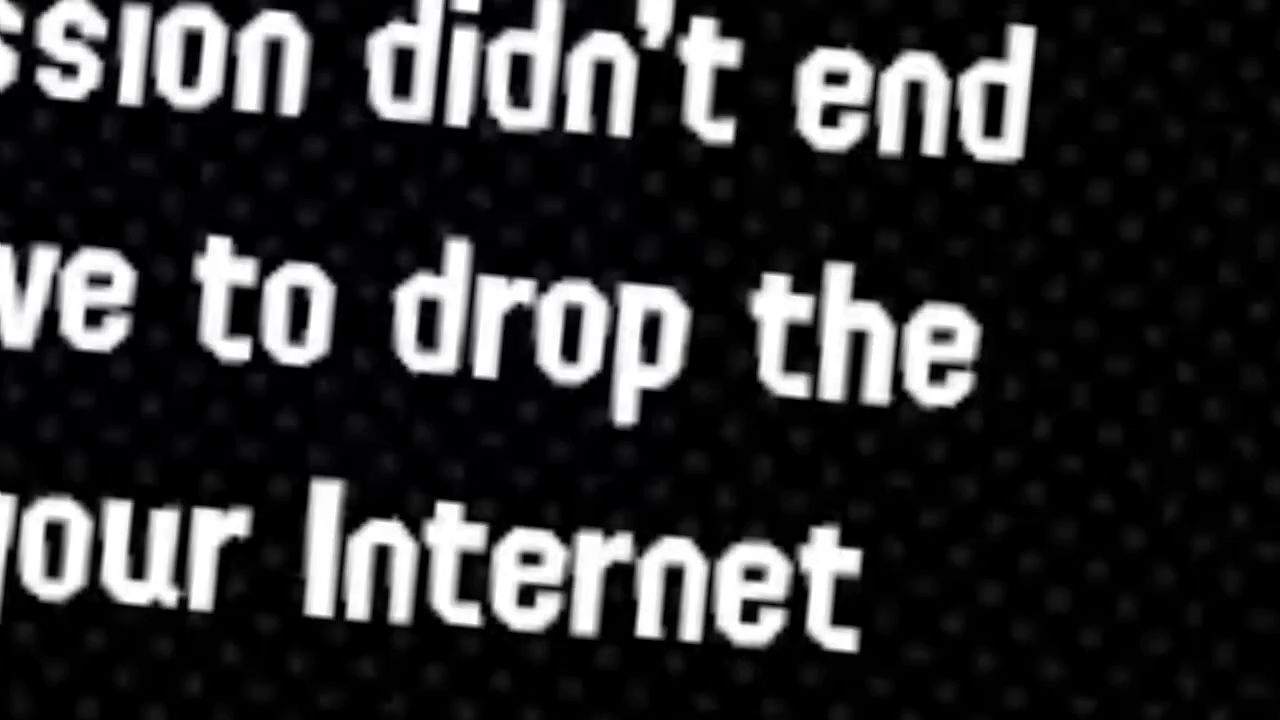 ssion didn't end
ve to drop the
your Internet